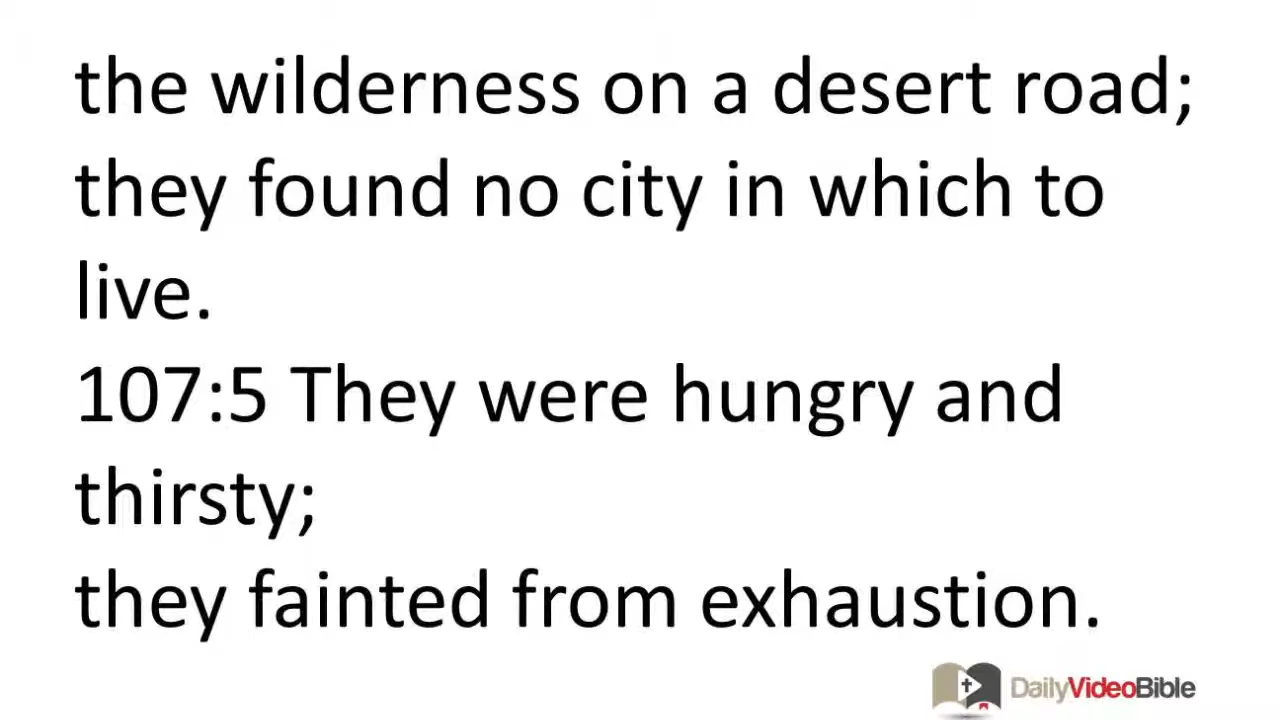 the wilderness on a desert road;
they found no city in which to
live.
107:5 They were hungry and
thirsty;
they fainted from exhaustion.
DailyVideoBible